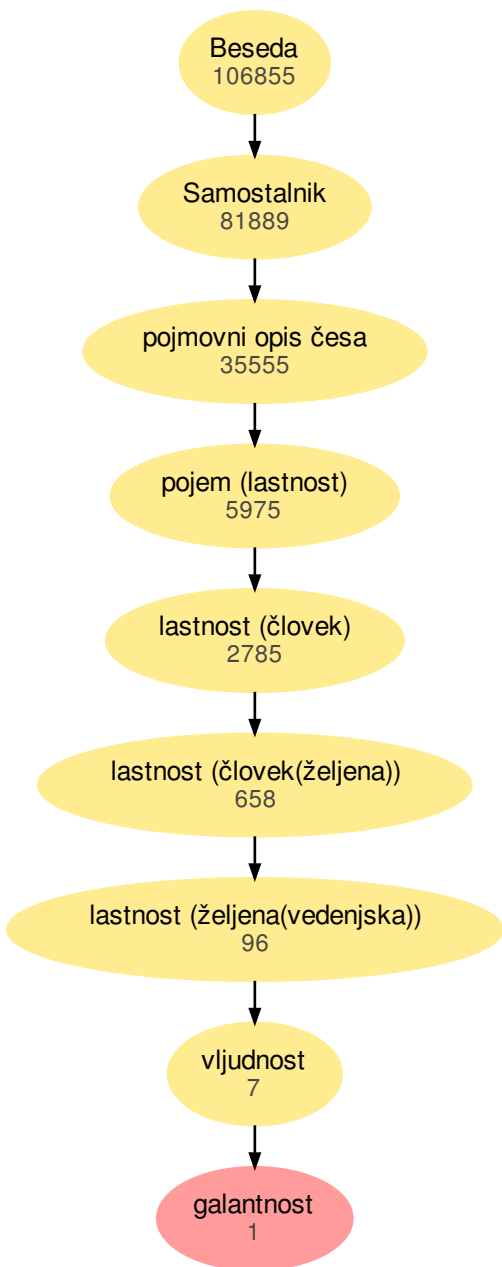 Beseda
106855
Samostalnik
81889
pojmovni opis česa
35555
pojem (lastnost)
5975
lastnost (človek)
2785
lastnost (človek(željena))
658
lastnost (željena(vedenjska))
96
vljudnost
7
galantnost
1